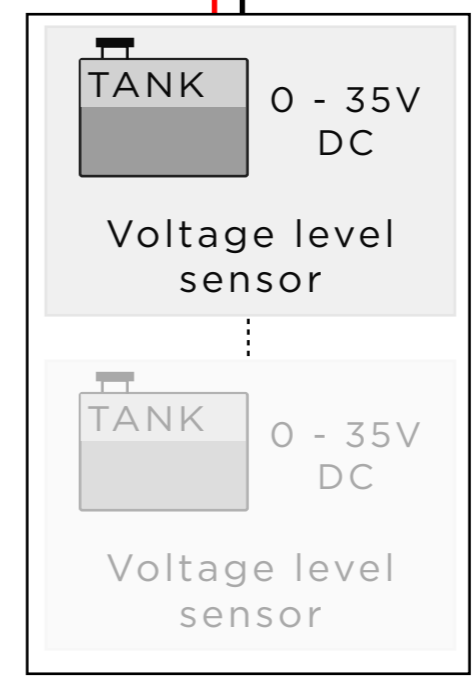 TANK
0 - 35V
DC
Voltage level
sensor
TANK
0 - 35V
DC
Voltage level
sensor